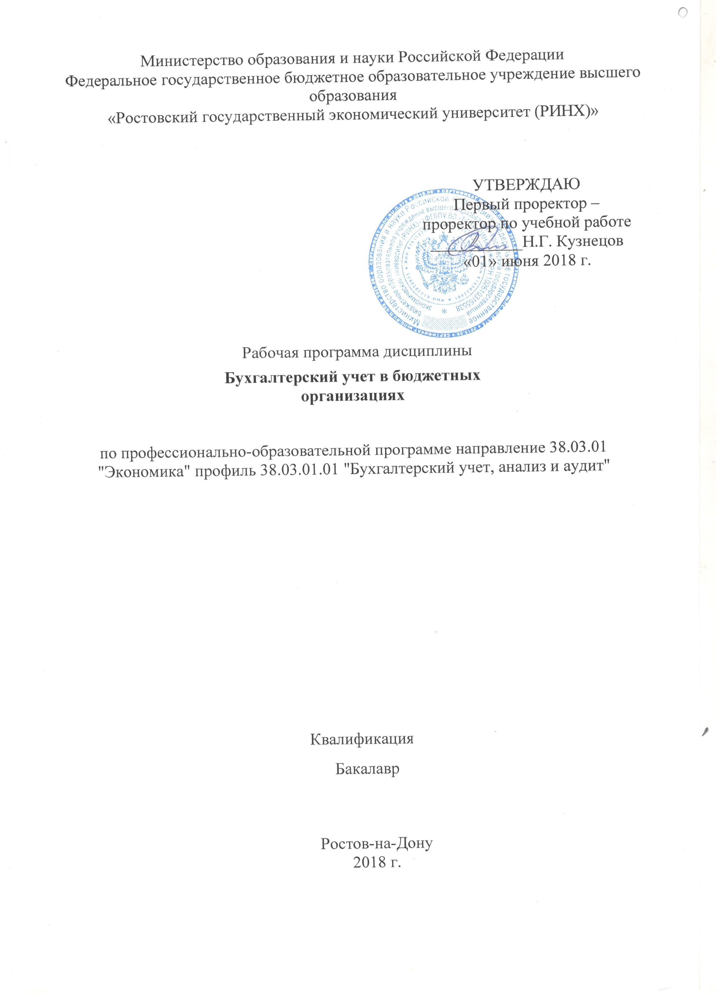 Министерство образования и науки Российской Федерации
Федеральное государственное бюджетное образовательное учреждение высшего
образования
«Ростовский государственный экономический университет (РИНХ)»
УТВЕРЖДАЮ
Первый проректор –
проректор по учебной работе
Н.Г. Кузнецов
«01» июня 2018 г.
Рабочая программа дисциплины
Бухгалтерский учет в бюджетных
организациях
по профессионально-образовательной программе направление 38.03.01
"Экономика" профиль 38.03.01.01 "Бухгалтерский учет, анализ и аудит"
Квалификация
Бакалавр
Ростов-на-Дону
2018 г.